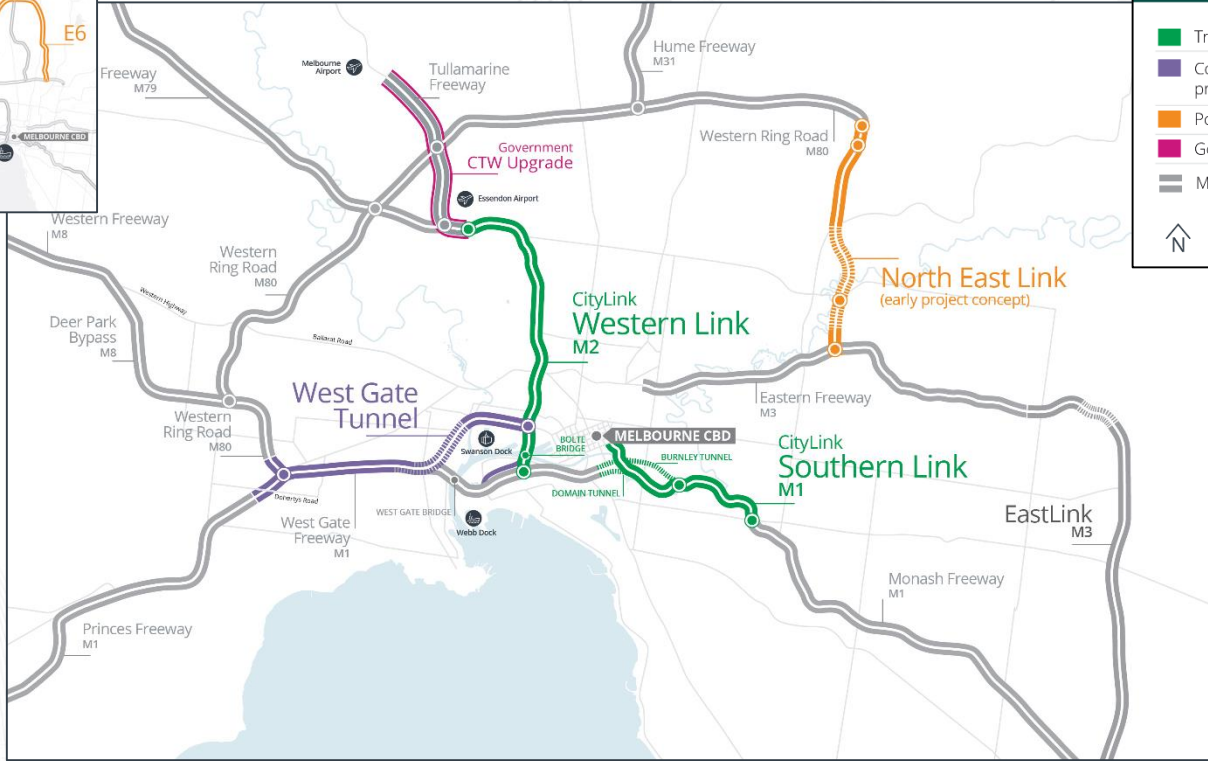 E6
MELBOURNE CBD
Tr
Co
pr
Po
Go
M
N
Freeway
M79
Melbourne
Airport
Tullamarine
Freeway
Hume Freeway
M31
Western Ring Road
M80
Government
CTW Upgrade
Essendon Airport
Western Freeway
M8
Western
Ring Road
M80
Western Highway
Deer Park
Bypass
M8
Ballarat Road
CityLink
Western Link
M2
North East Link
(early project concept)
West Gate
Tunnel
Eastern Freeway
M3
Western
Ring Road
M80
Swanson Dock
BOLTE
BRIDGE
MELBOURNE CBD
BURNLEY TUNNEL
CityLink
Southern Link
M1
DOMAIN TUNNEL
Dohertys Road
WEST GATE BRIDGE
West Gate
Freeway
M1
Webb Dock
EastLink
M3
Monash Freeway
M1
Princes Freeway
M1